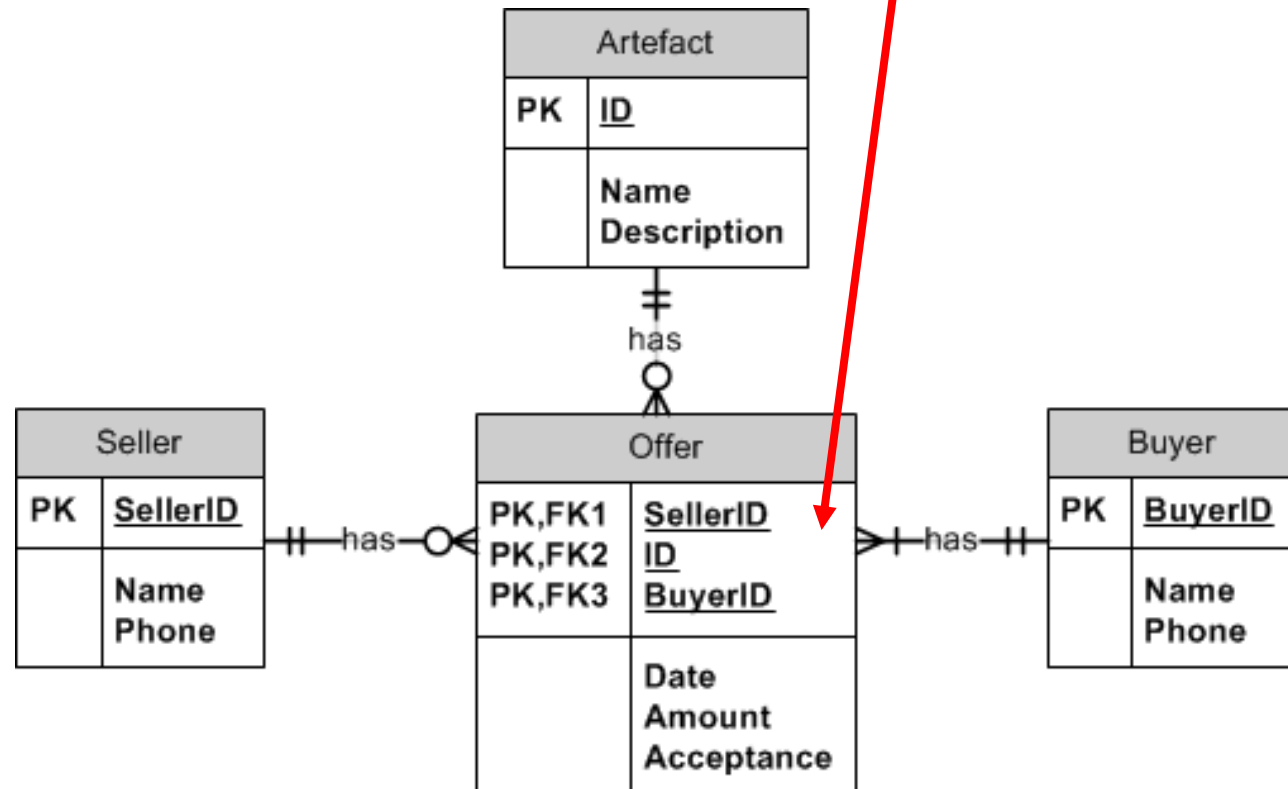 Artefact
PK ID
Name
Description
has
Seller
PK SellerID
Name
Phone
has
Offer
PK,FK1 SellerID
PK,FK2 ID
PK,FK3 BuyerID
Date
Amount
Acceptance
has
Buyer
PK BuyerID
Name
Phone